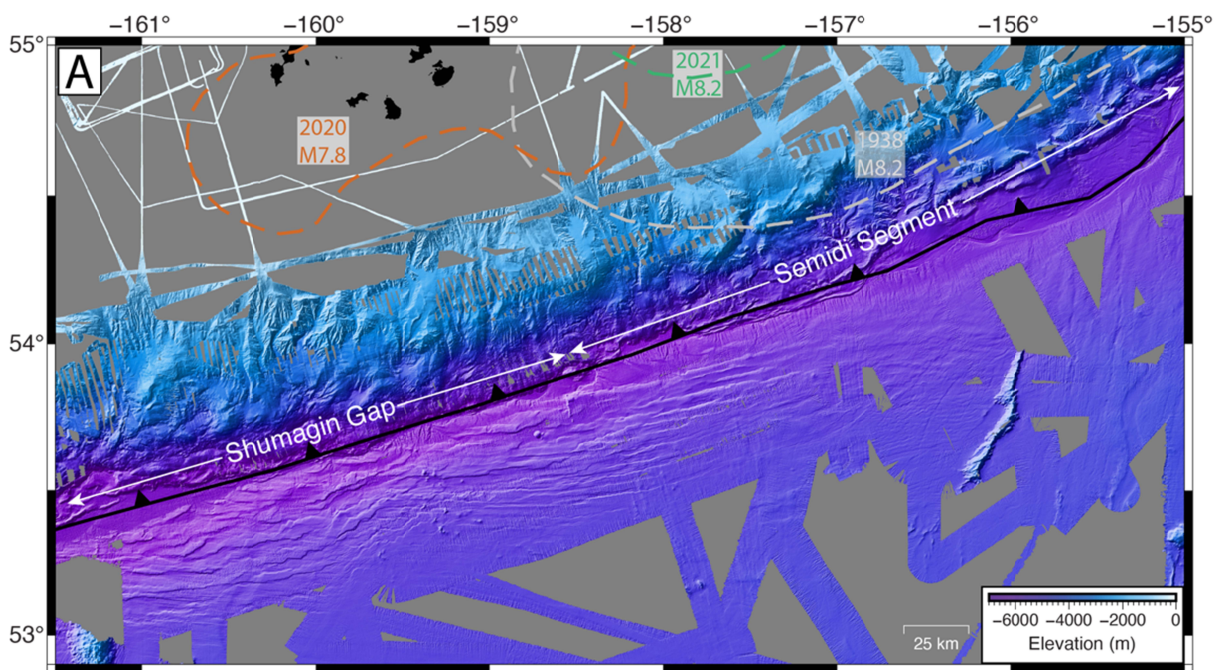 −161° −160° −159° −158° −157° −156° −155°
55°
A
2021
M8.2
2020
M7.8
1938
M8.2
Semidi Segment
54°
Shumagin Gap
53°
25 km
−6000 −4000 −2000 0
Elevation (m)